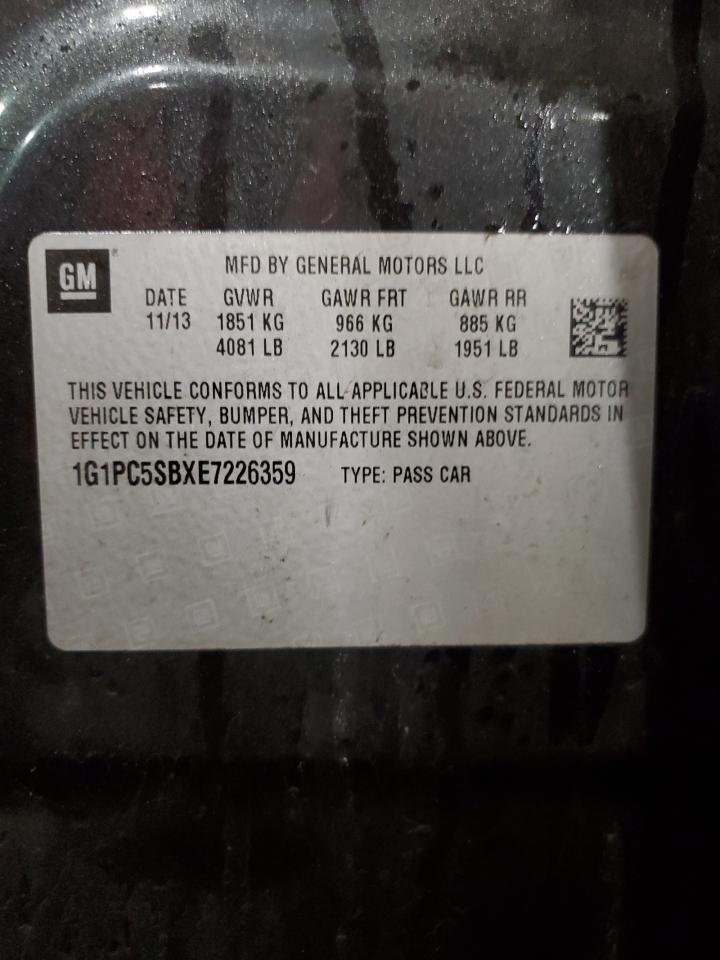 GM
MFD BY GENERAL MOTORS LLC
DATE GVWR GAWR FRT GAWR RR
11/13 1851 KG 966 KG 885 KG
4081 LB 2130 LB 1951 LB
THIS VEHICLE CONFORMS TO ALL APPLICABLE U.S. FEDERAL MOTOR
VEHICLE SAFETY, BUMPER, AND THEFT PREVENTION STANDARDS IN
EFFECT ON THE DATE OF MANUFACTURE SHOWN ABOVE.
1G1PC5SBXE7226359 TYPE: PASS CAR